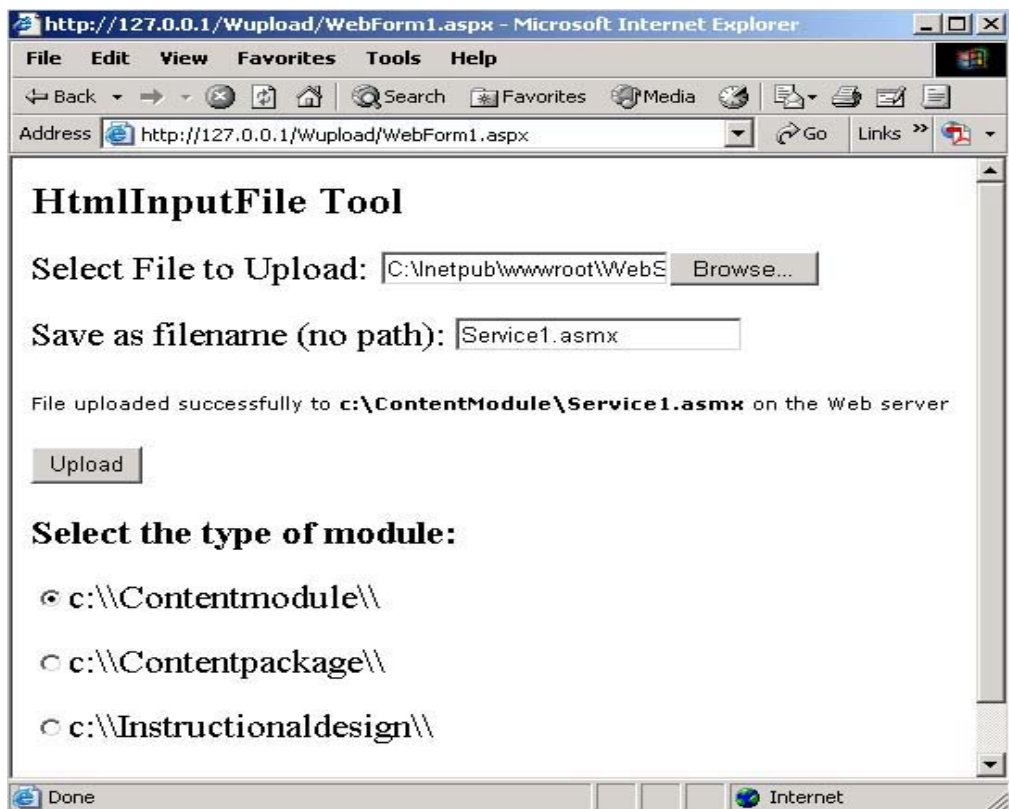 http://127.0.0.1/Wupload/WebForm1.aspx - Microsoft Internet Explorer
File Edit View Favorites Tools Help
Back Search Favorites Media
Address http://127.0.0.1/Wupload/WebForm1.aspx Go Links »
HtmlInputFile Tool
Select File to Upload: C:\Inetpub\wwwroot\WebS Browse...
Save as filename (no path): Service1.asmx
File uploaded successfully to c:\ContentModule\Service1.asmx on the Web server
Upload
Select the type of module:
c:\\Contentmodule\\
c:\\Contentpackage\\
c:\\Instructionaldesign\\
Done Internet